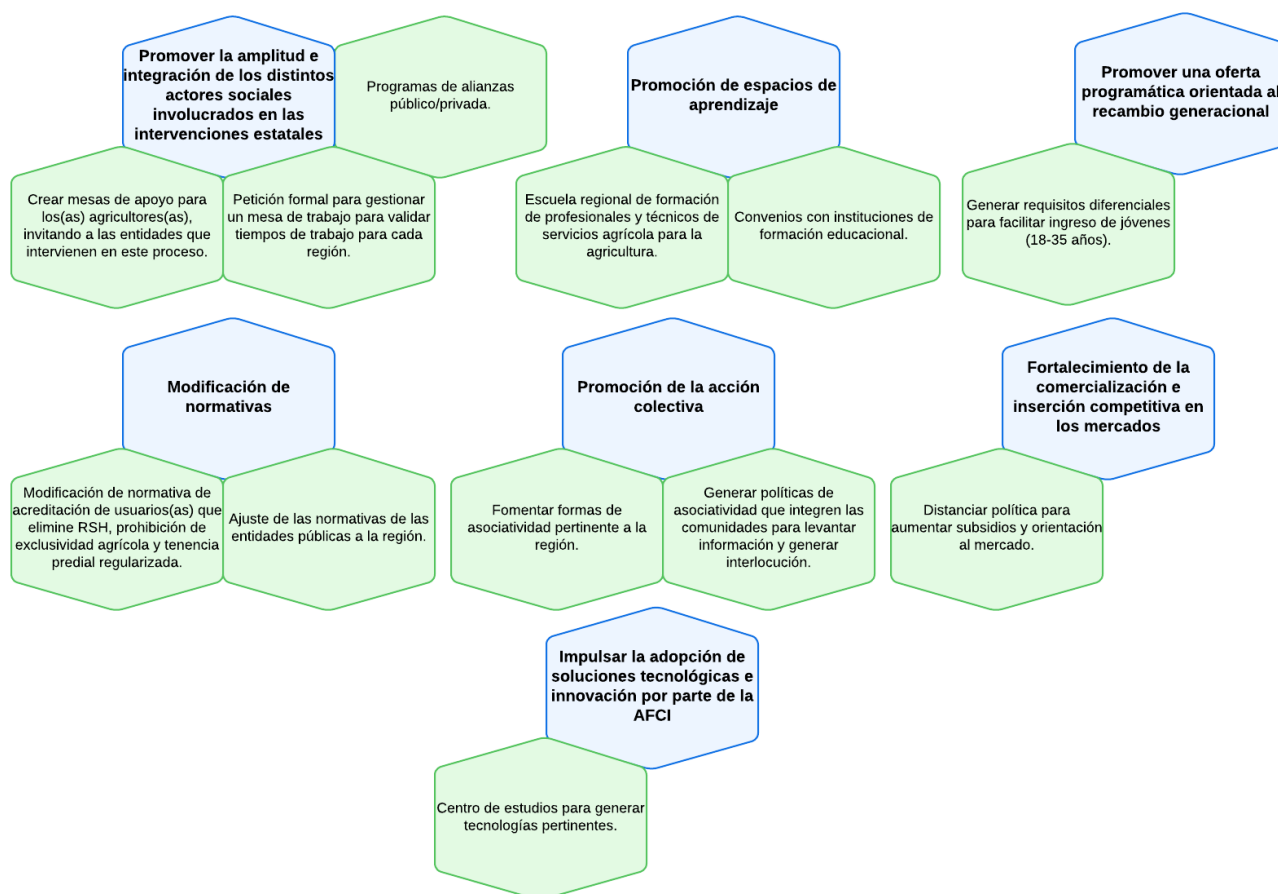 Promover la amplitud e
integración de los distintos
actores sociales
involucrados en las
intervenciones estatales
Programas de alianzas
público/privada.
Crear mesas de apoyo para
los(as) agricultores(as),
invitando a las entidades que
intervienen en este proceso.
Petición formal para gestionar
un mesa de trabajo para validar
tiempos de trabajo para cada
región.
Promoción de espacios de
aprendizaje
Escuela regional de formación
de profesionales y técnicos de
servicios agrícola para la
agricultura.
Convenios con instituciones de
formación educacional.
Promover una oferta
programática orientada al
recambio generacional
Generar requisitos diferenciales
para facilitar ingreso de jóvenes
(18-35 años).
Modificación de
normativas
Modificación de normativa de
acreditación de usuarios(as) que
elimine RSH, prohibición de
exclusividad agrícola y tenencia
predial regularizada.
Ajuste de las normativas de las
entidades públicas a la región.
Promoción de la acción
colectiva
Fomentar formas de
asociatividad pertinente a la
región.
Generar políticas de
asociatividad que integren las
comunidades para levantar
información y generar
interlocución.
Fortalecimiento de la
comercialización e
inserción competitiva en
los mercados
Distanciar política para
aumentar subsidios y orientación
al mercado.
Impulsar la adopción de
soluciones tecnológicas e
innovación por parte de la
AFCI
Centro de estudios para generar
tecnologías pertinentes.